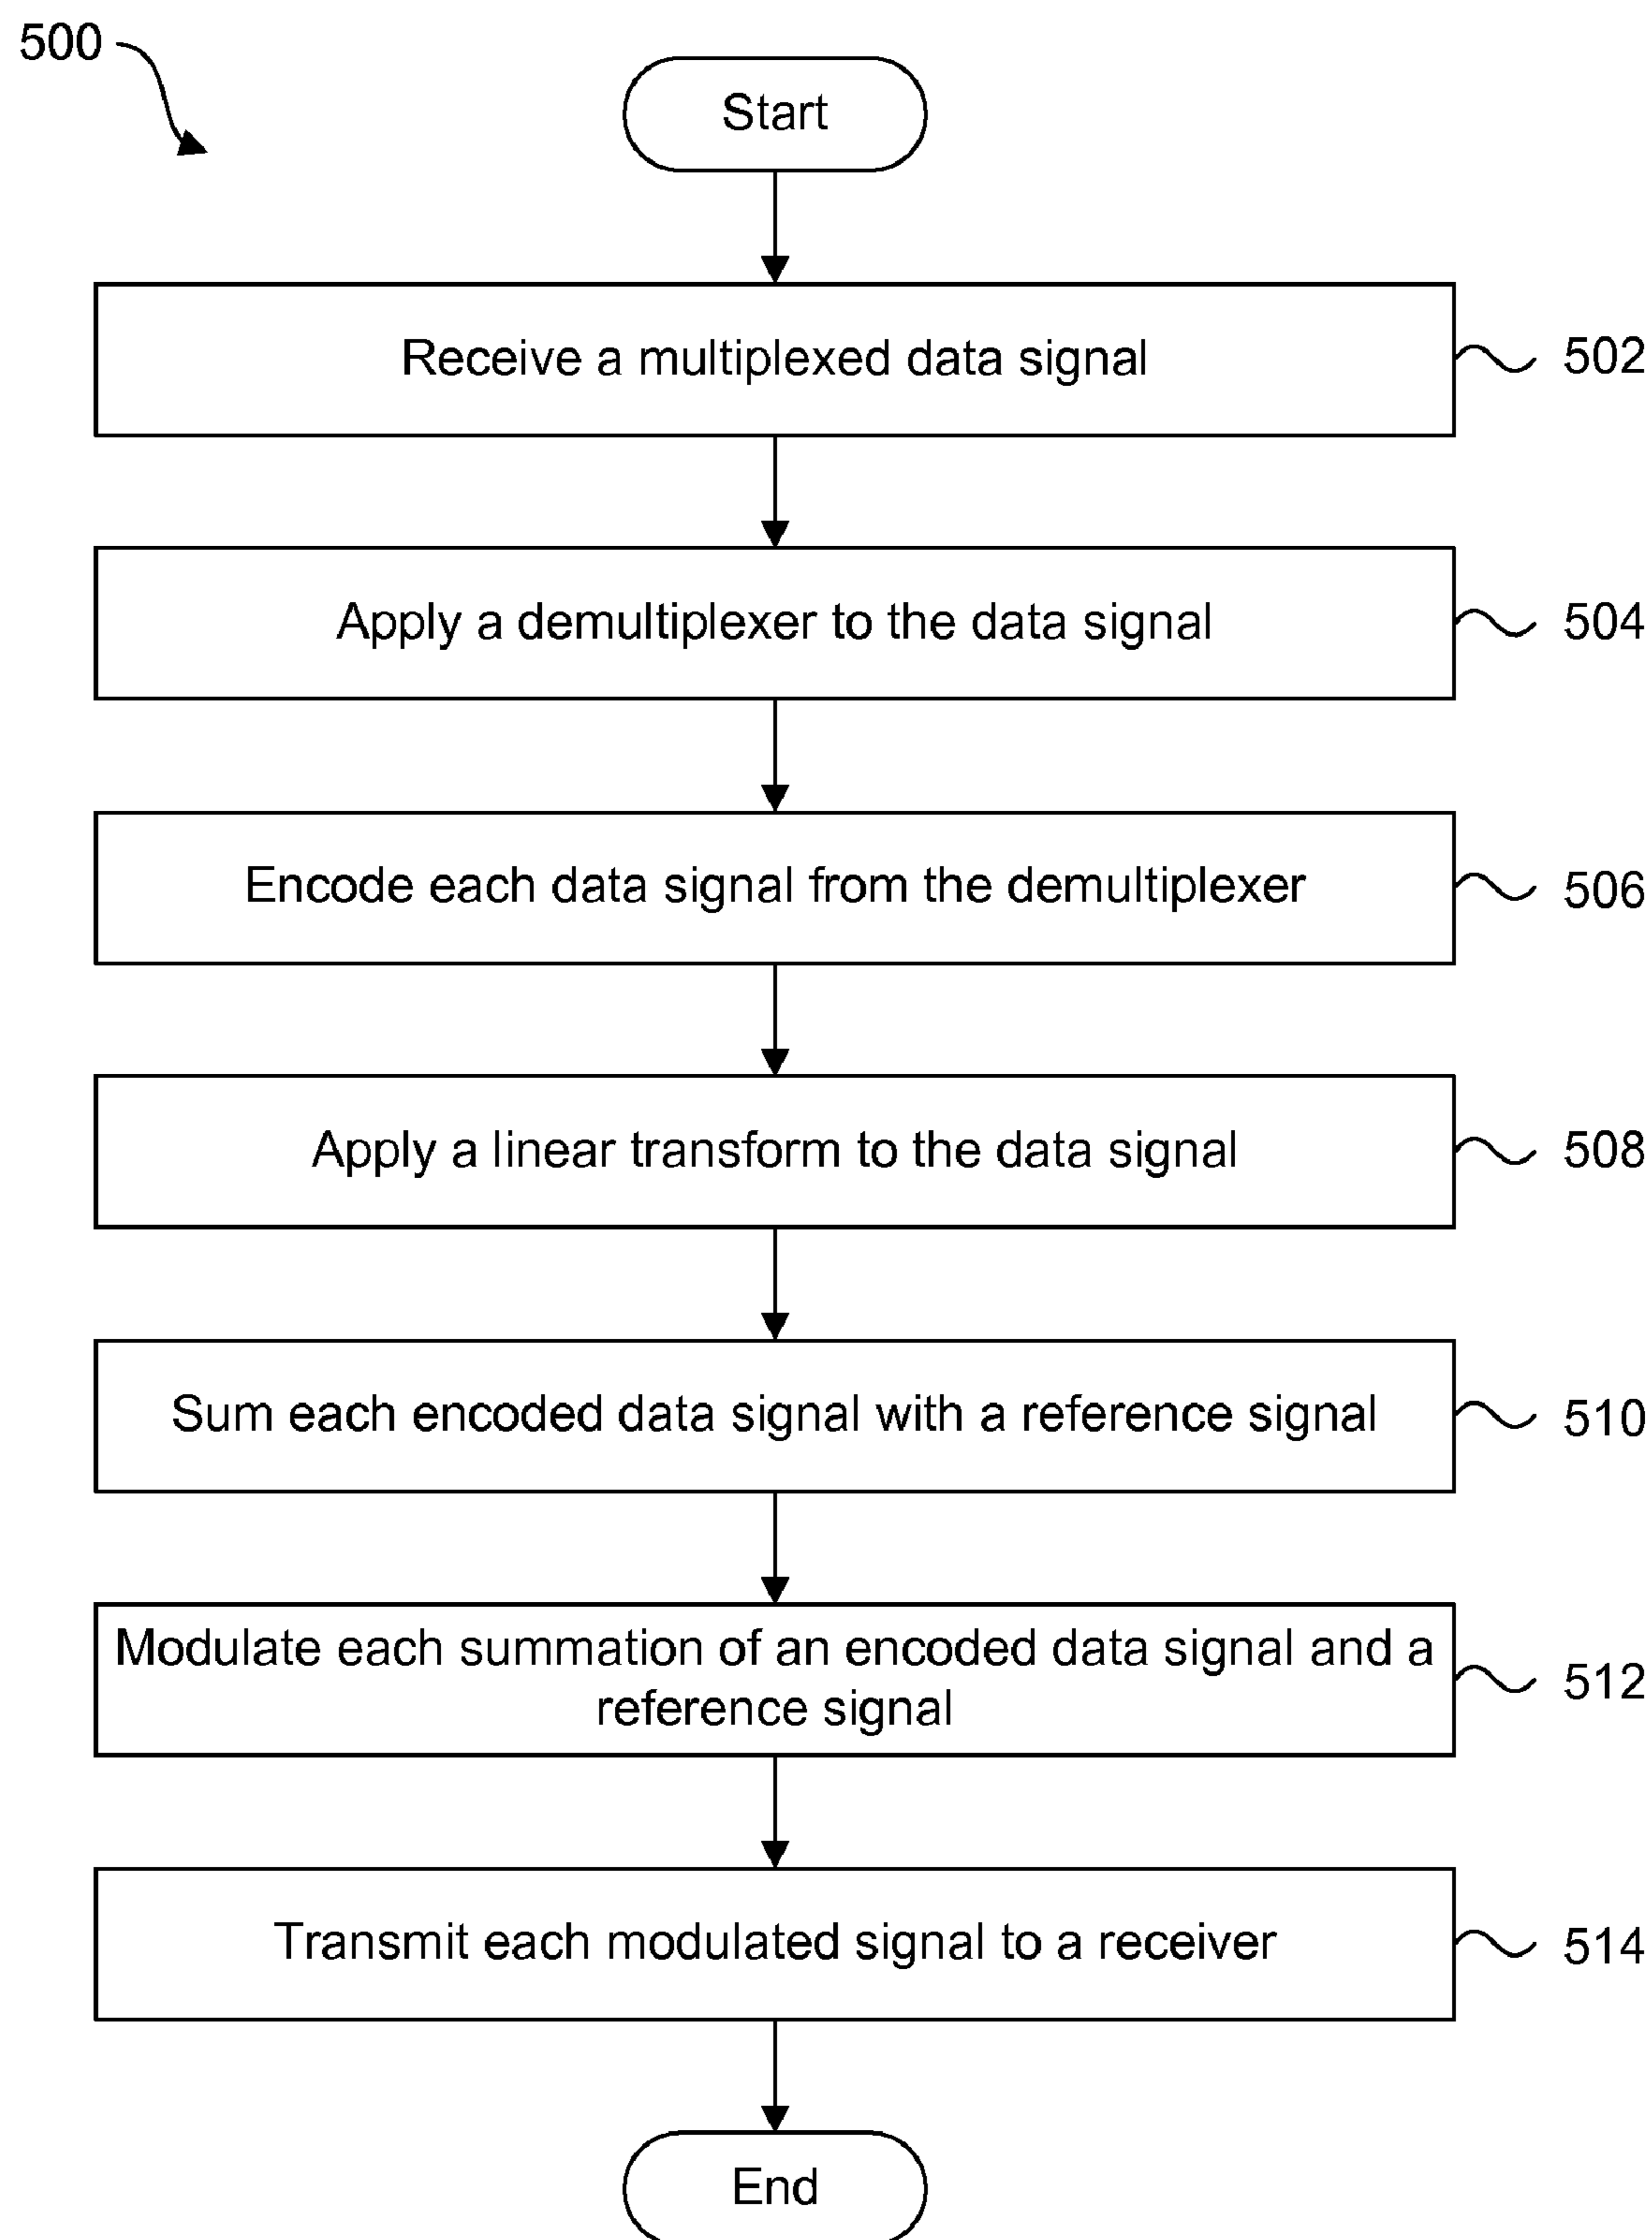 500
Start
Receive a multiplexed data signal
502
Apply a demultiplexer to the data signal
504
Encode each data signal from the demultiplexer
506
Apply a linear transform to the data signal
508
Sum each encoded data signal with a reference signal
510
Modulate each summation of an encoded data signal and a
reference signal
512
Transmit each modulated signal to a receiver
514
End